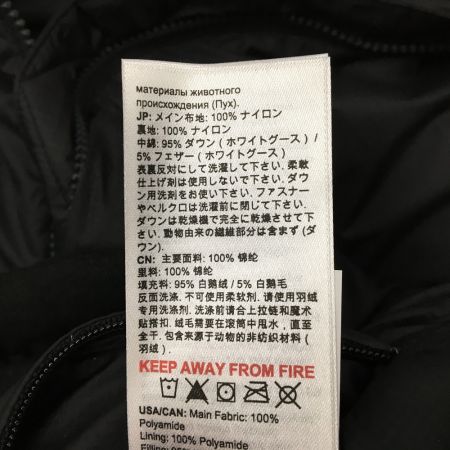 материалы животного
происхождения (Пух).
JP: メイン布地: 100% ナイロン
裏地: 100% ナイロン
中綿: 95% ダウン (ホワイトグース) /
5% フェザー (ホワイトグース)
表裏反対にして洗濯して下さい. 柔軟
仕上げ剤は使用しないで下さい. ダウ
ン用洗剤をお使い下さい. ファスナー
やベルクロは洗濯前に閉じて下さい.
ダウンは乾燥機で完全に乾燥させて下
さい. 動物由来の繊維部分は含まず (ダ
ウン).
CN: 主要面料: 100% 锦纶
里料: 100% 锦纶
填充料: 95% 白鹅绒 / 5% 白鹅毛
反面洗涤. 不可使用柔软剂. 请使用羽绒
专用洗涤剂. 洗涤前请合上拉链和魔术
贴搭扣. 绒毛需要在滚筒中甩水, 直至
全干. 包含来源于动物的非纺织材料 (
羽绒) .
KEEP AWAY FROM FIRE
USA/CAN: Main Fabric: 100%
Polyamide
Lining: 100% Polyamide